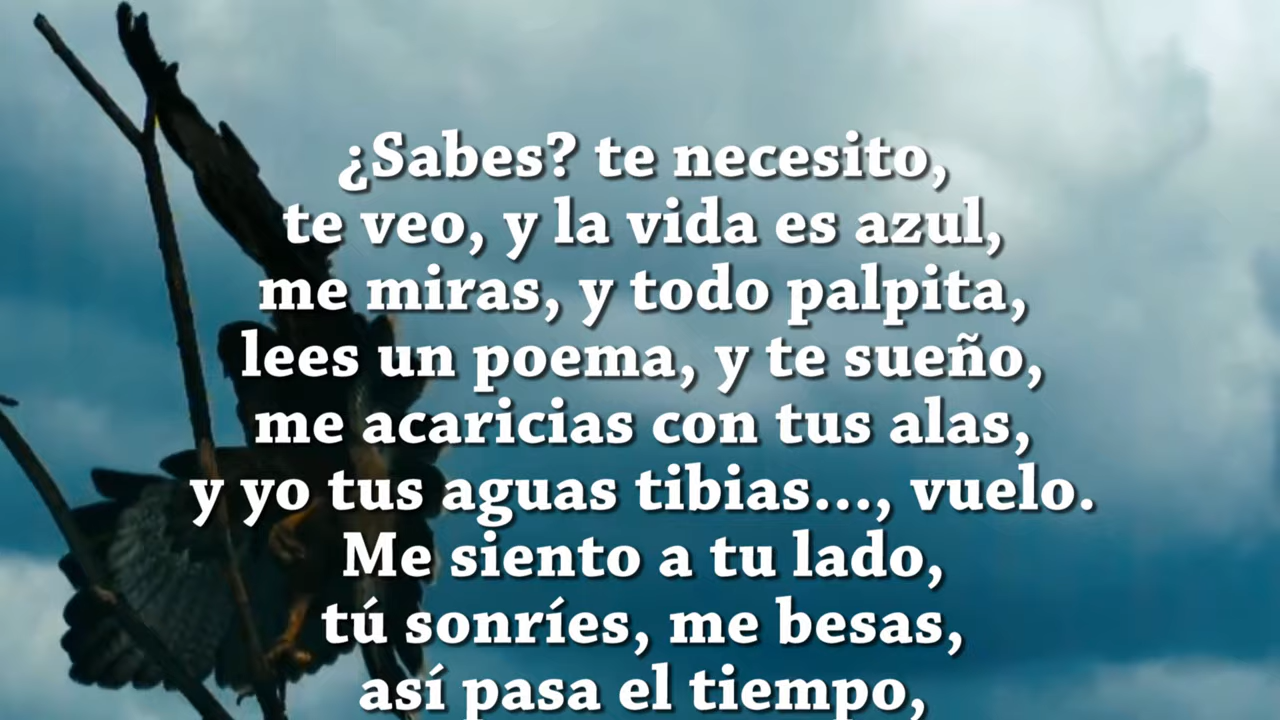 ¿Sabes? te necesito,
te veo, y la vida es azul,
me miras, y todo palpita,
lees un poema, y te sueño,
me acaricias con tus alas,
y yo tus aguas tibias..., vuelo.
Me siento a tu lado,
tú sonríes, me besas,
así pasa el tiempo,